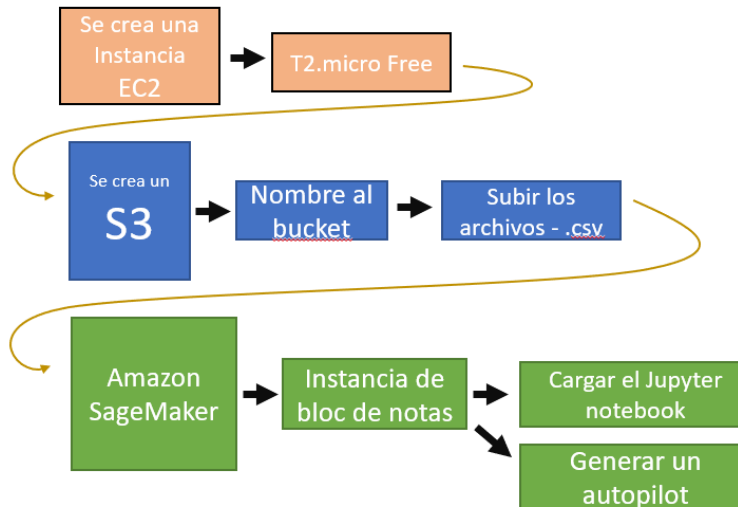 Se crea una
Instancia
EC2
T2.micro Free
Se crea un
S3
Nombre al
bucket
Subir los
archivos - .csv
Amazon
SageMaker
Instancia de
bloc de notas
Cargar el Jupyter
notebook
Generar un
autopilot